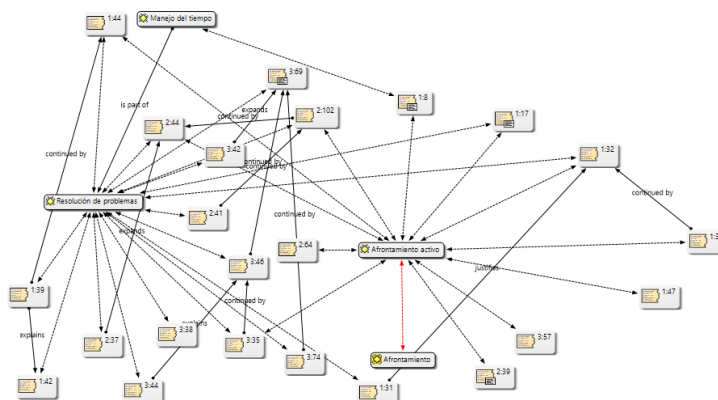 1:44
Manejo del tiempo
3:69
1:8
is part of
expands
continued by
2:102
1:17
2:44
3:42
continued by
1:32
continued by
continued by
continued by
Resolución de problemas
2:41
continued by
expands
2:64
Afrontamiento activo
1:3
3:46
justifies
1:39
continued by
1:47
explains
2:37
3:38
explains
3:35
3:57
3:74
Afrontamiento
1:42
3:44
1:31
2:39